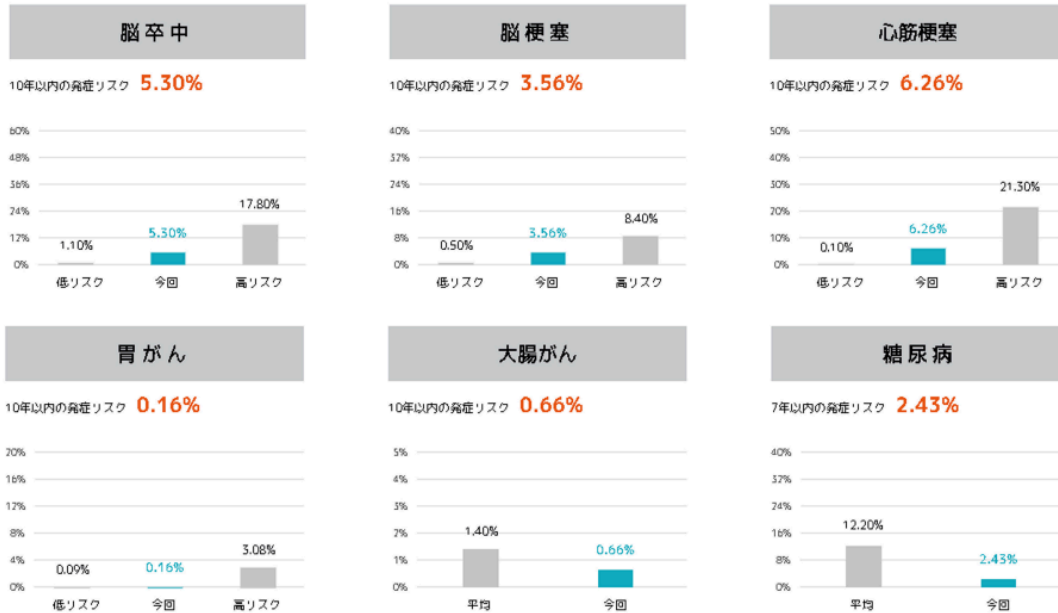 脳卒中
10年以内の発症リスク 5.30%
60%
48%
36%
24%
12%
0%
1.10%
5.30%
17.80%
低リスク 今回 高リスク
脳梗塞
10年以内の発症リスク 3.56%
40%
32%
24%
16%
8%
0%
0.50%
3.56%
8.40%
低リスク 今回 高リスク
心筋梗塞
10年以内の発症リスク 6.26%
50%
40%
30%
20%
10%
0%
0.10%
6.26%
21.30%
低リスク 今回 高リスク
胃がん
10年以内の発症リスク 0.16%
20%
16%
12%
8%
4%
0%
0.09%
0.16%
3.08%
低リスク 今回 高リスク
大腸がん
10年以内の発症リスク 0.66%
5%
4%
3%
2%
1%
0%
1.40%
0.66%
平均 今回
糖尿病
7年以内の発症リスク 2.43%
40%
32%
24%
16%
8%
0%
12.20%
2.43%
平均 今回